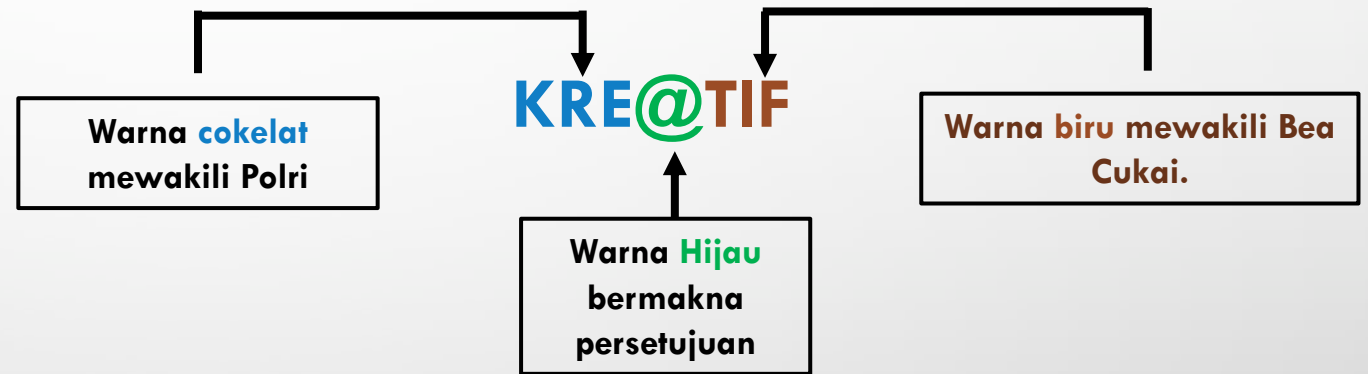 KRE@TIF
Warna cokelat
mewakili Polri
Warna biru mewakili Bea
Cukai.
Warna Hijau
bermakna
persetujuan